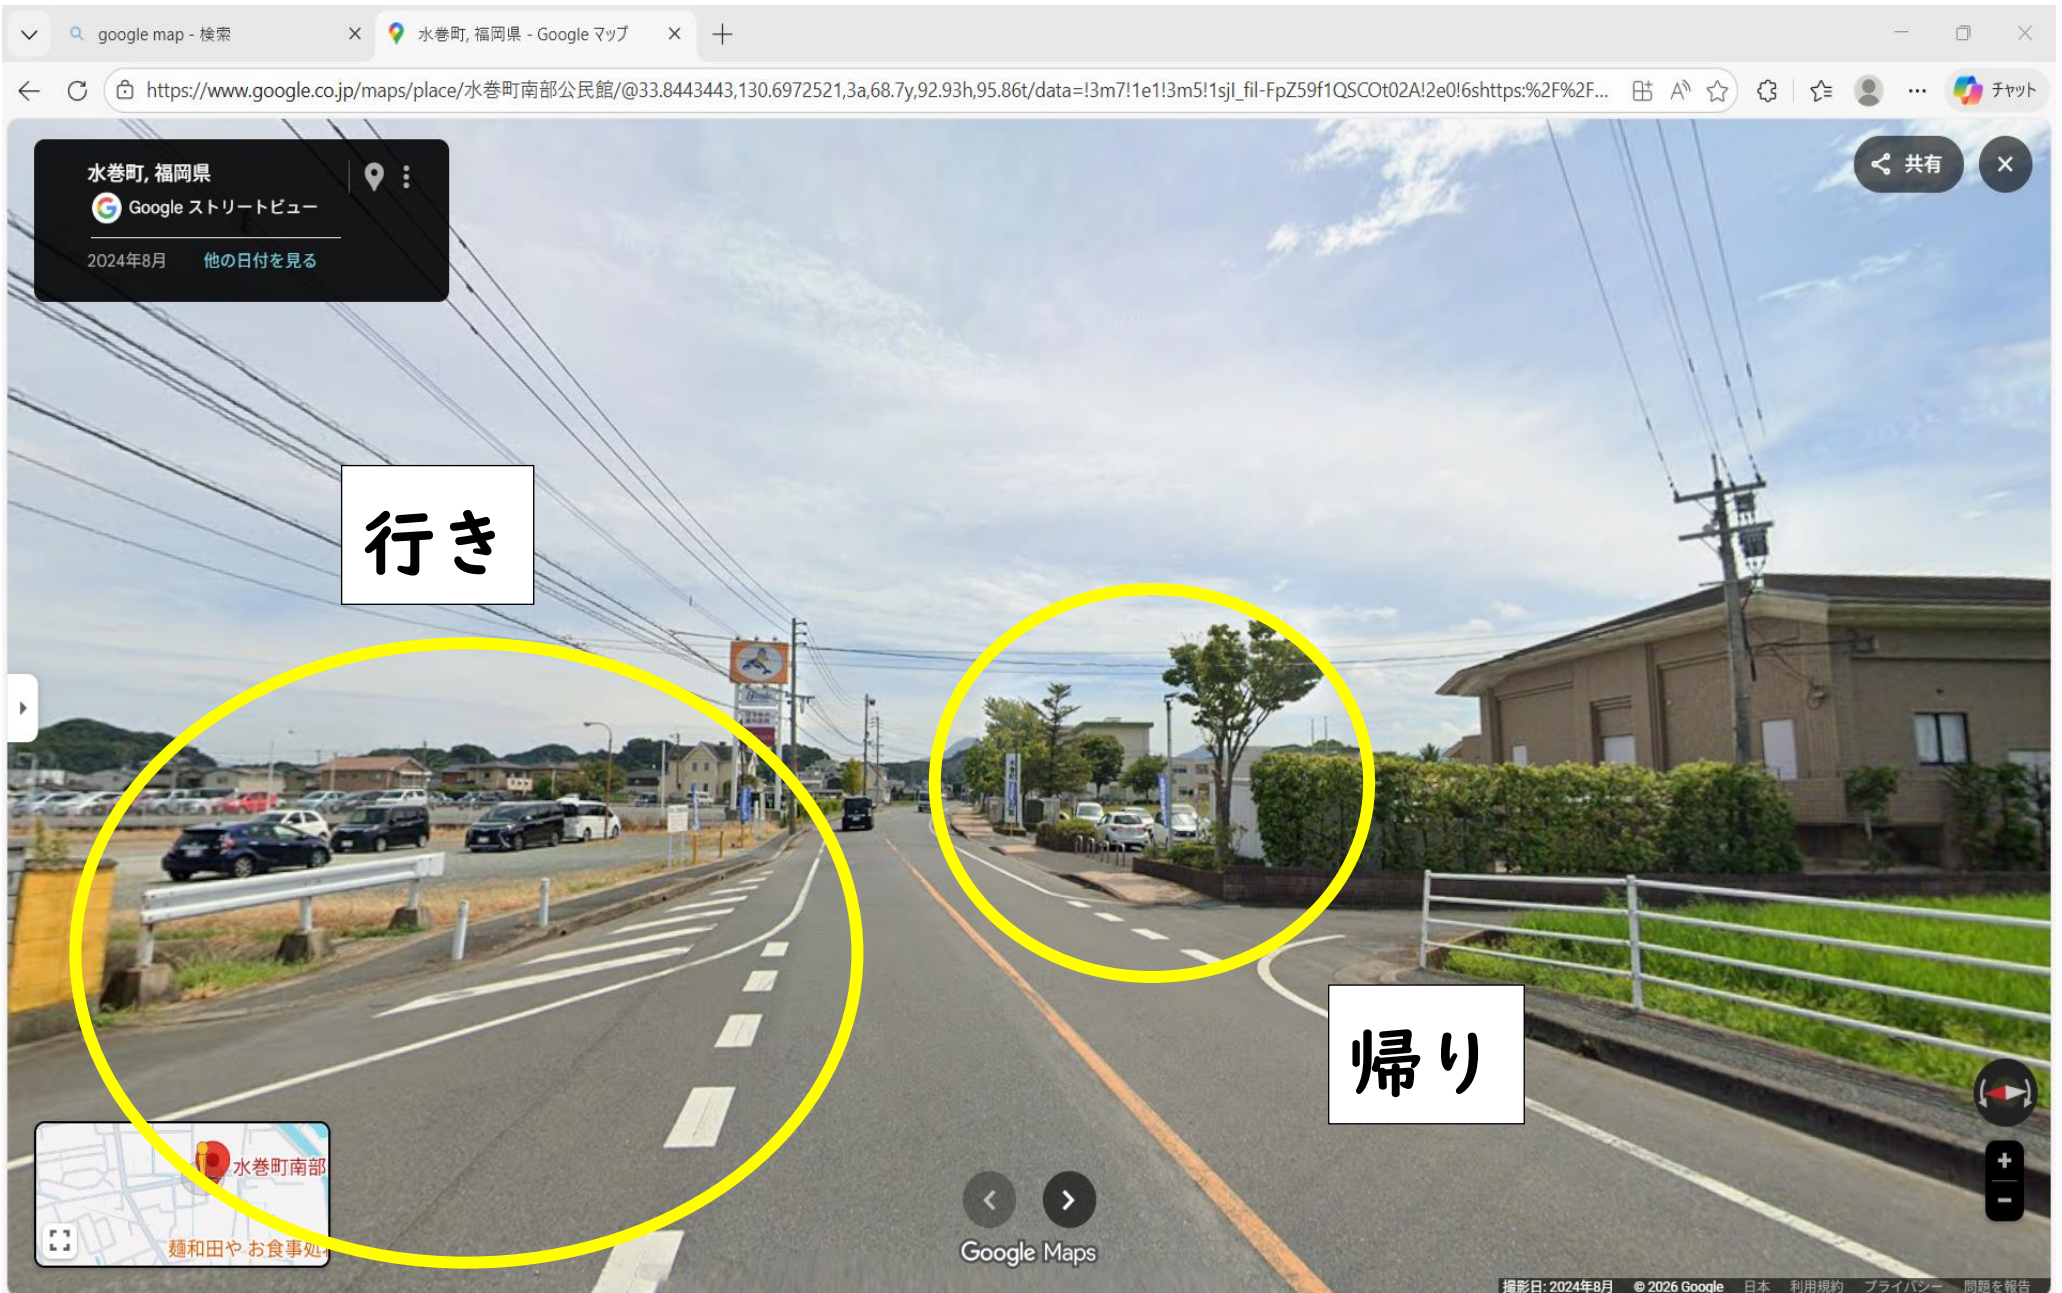 google map - 検索
水巻町, 福岡県 - Google マップ
https://www.google.co.jp/maps/place/水巻町南部公民館/@33.8443443,130.6972521,3a,68.7y,92.93h,95.86t/data=!3m7!1e1!3m5!1sjI_fil-FpZ59f1QSCOt02A!2e0!6shttps:%2F%2F...
チャット
水巻町, 福岡県
Google ストリートビュー
2024年8月 他の日付を見る
共有
行き
帰り
水巻町南部
麺和田や お食事処
Google Maps
撮影日: 2024年8月 © 2026 Google 日本 利用規約 プライバシー 問題を報告